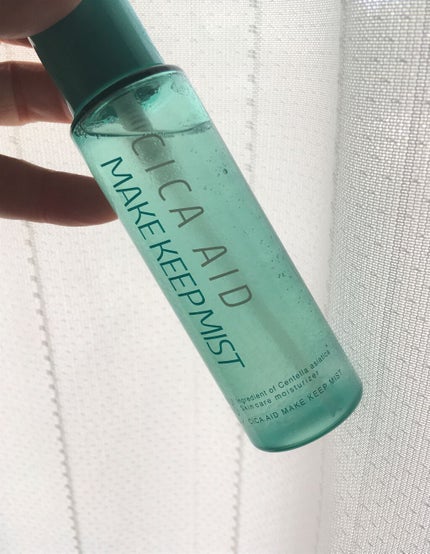 CICA AID
MAKE KEEP MIST
Ingredient of Centella asiatica
Skin care moisturizer
CICA AID MAKE KEEP MIST